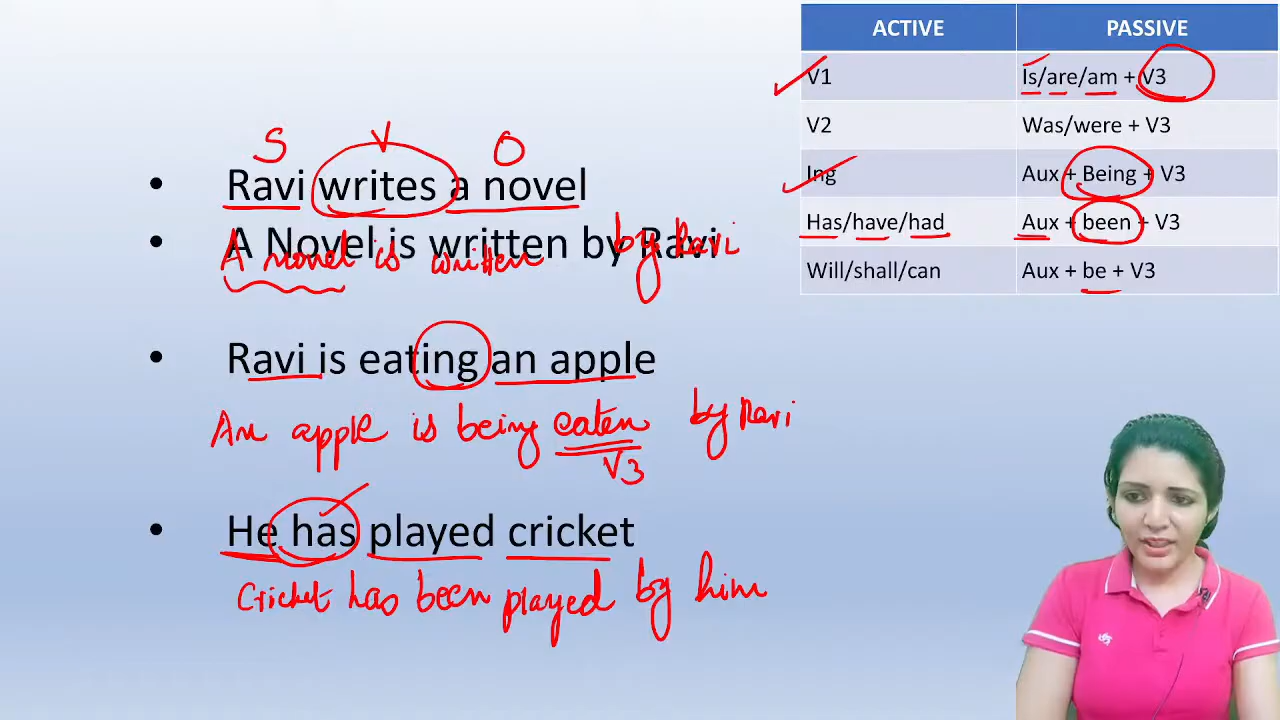 ACTIVE PASSIVE
V1 Is/are/am + V3
V2 Was/were + V3
Ing Aux + Being + V3
Has/have/had Aux + been + V3
Will/shall/can Aux + be + V3
S V O
• Ravi writes a novel
• A Novel is written by Ravi
A novel is written by Ravi
• Ravi is eating an apple
An apple is being eaten by Ravi
V3
• He has played cricket
Cricket has been played by him